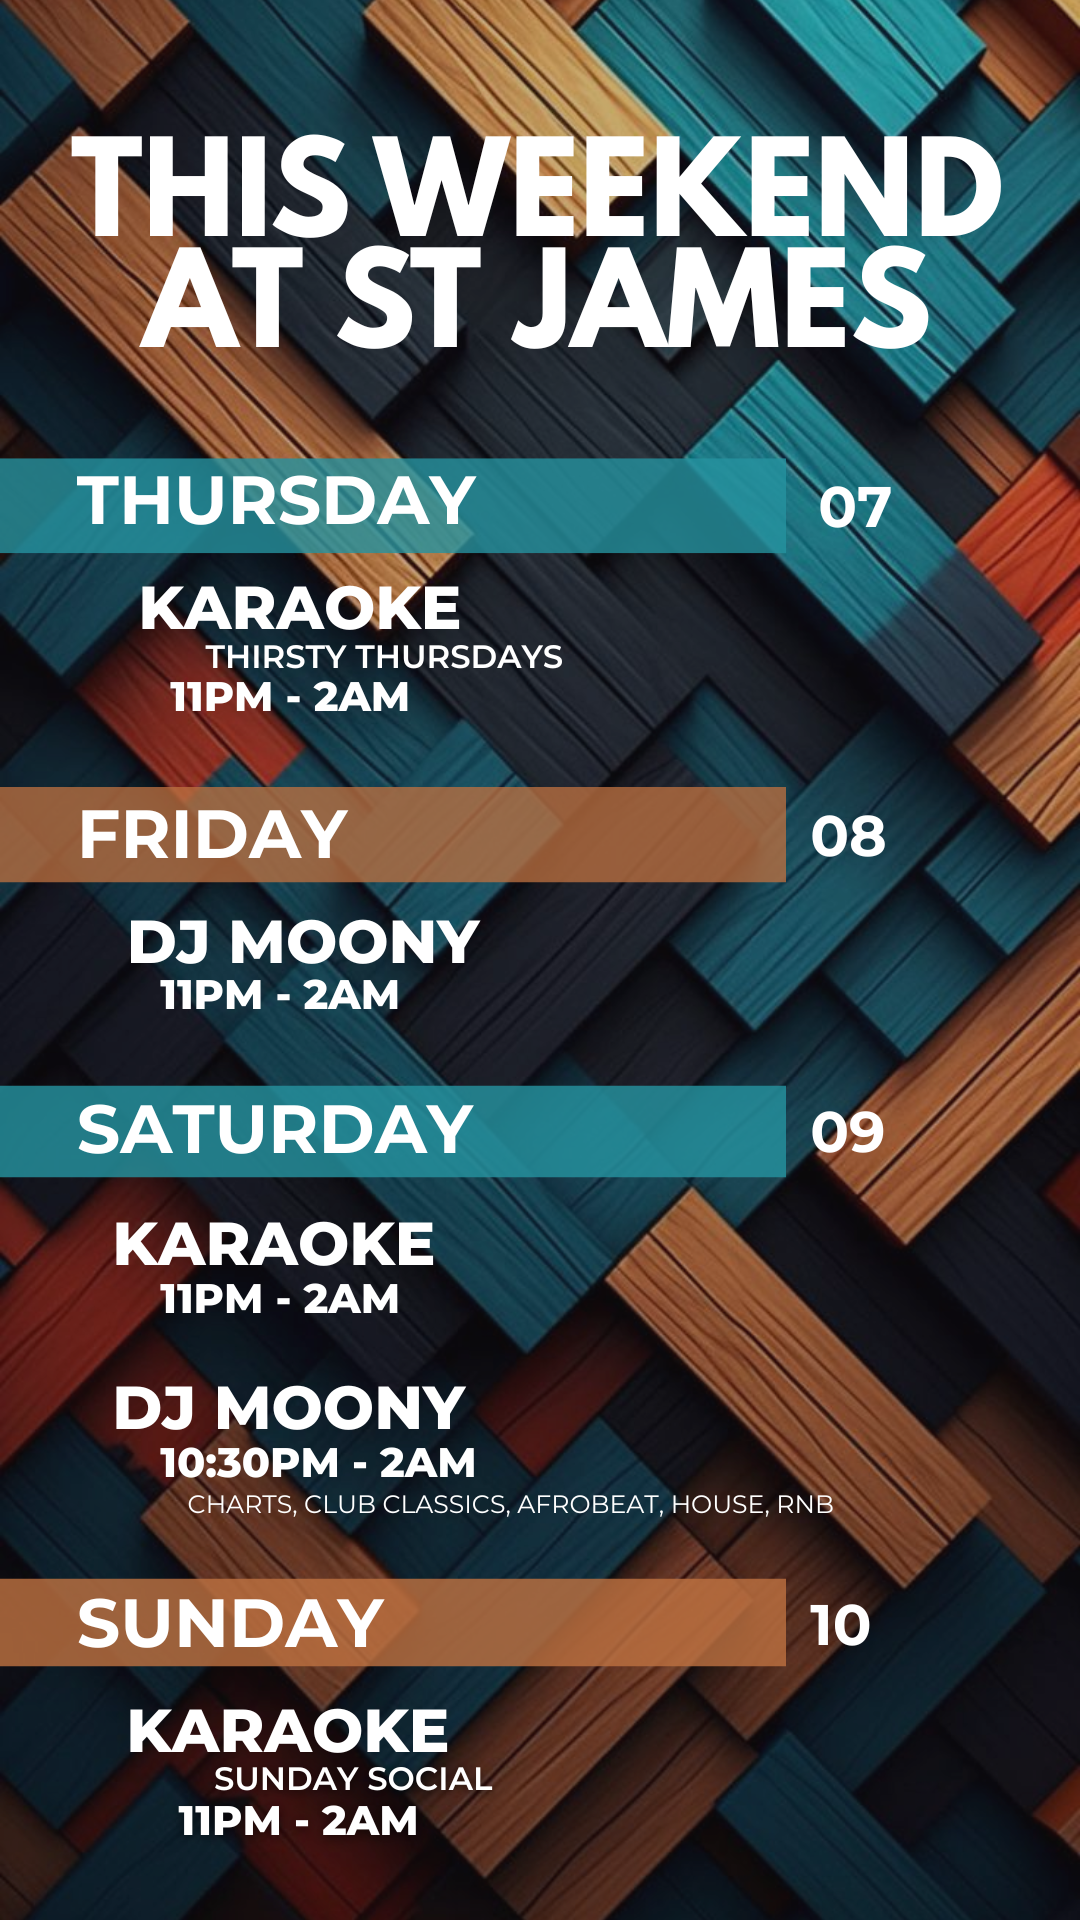 THIS WEEKEND
AT ST JAMES
THURSDAY 07
KARAOKE
THIRSTY THURSDAYS
11PM - 2AM
FRIDAY 08
DJ MOONY
11PM - 2AM
SATURDAY 09
KARAOKE
11PM - 2AM
DJ MOONY
10:30PM - 2AM
CHARTS, CLUB CLASSICS, AFROBEAT, HOUSE, RNB
SUNDAY 10
KARAOKE
SUNDAY SOCIAL
11PM - 2AM